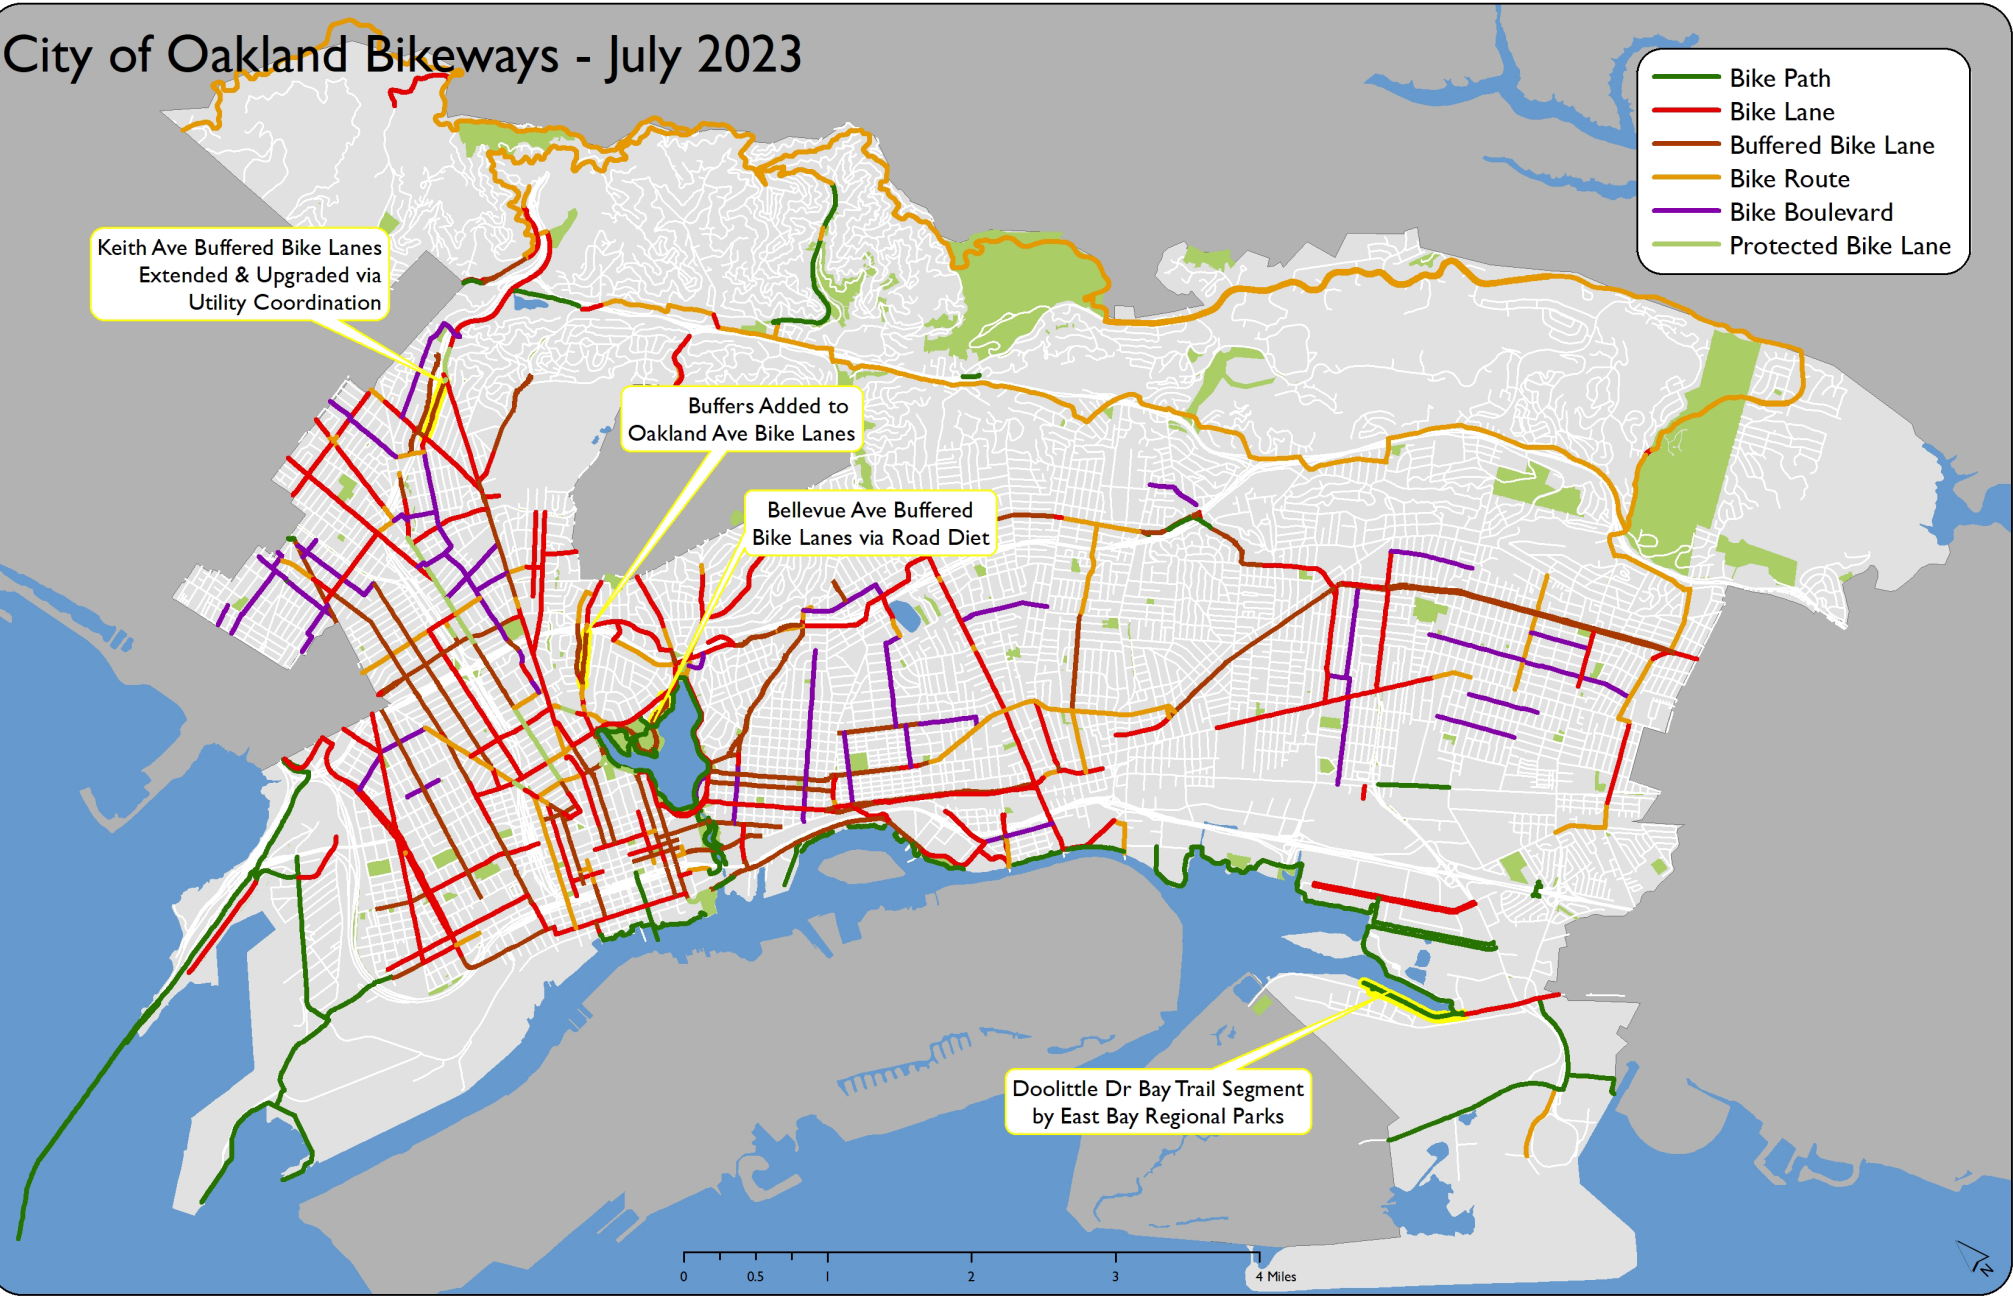 City of Oakland Bikeways - July 2023
Bike Path
Bike Lane
Buffered Bike Lane
Bike Route
Bike Boulevard
Protected Bike Lane
Keith Ave Buffered Bike Lanes
Extended & Upgraded via
Utility Coordination
Buffers Added to
Oakland Ave Bike Lanes
Bellevue Ave Buffered
Bike Lanes via Road Diet
Doolittle Dr Bay Trail Segment
by East Bay Regional Parks
0 0.5 1 2 3 4 Miles
N